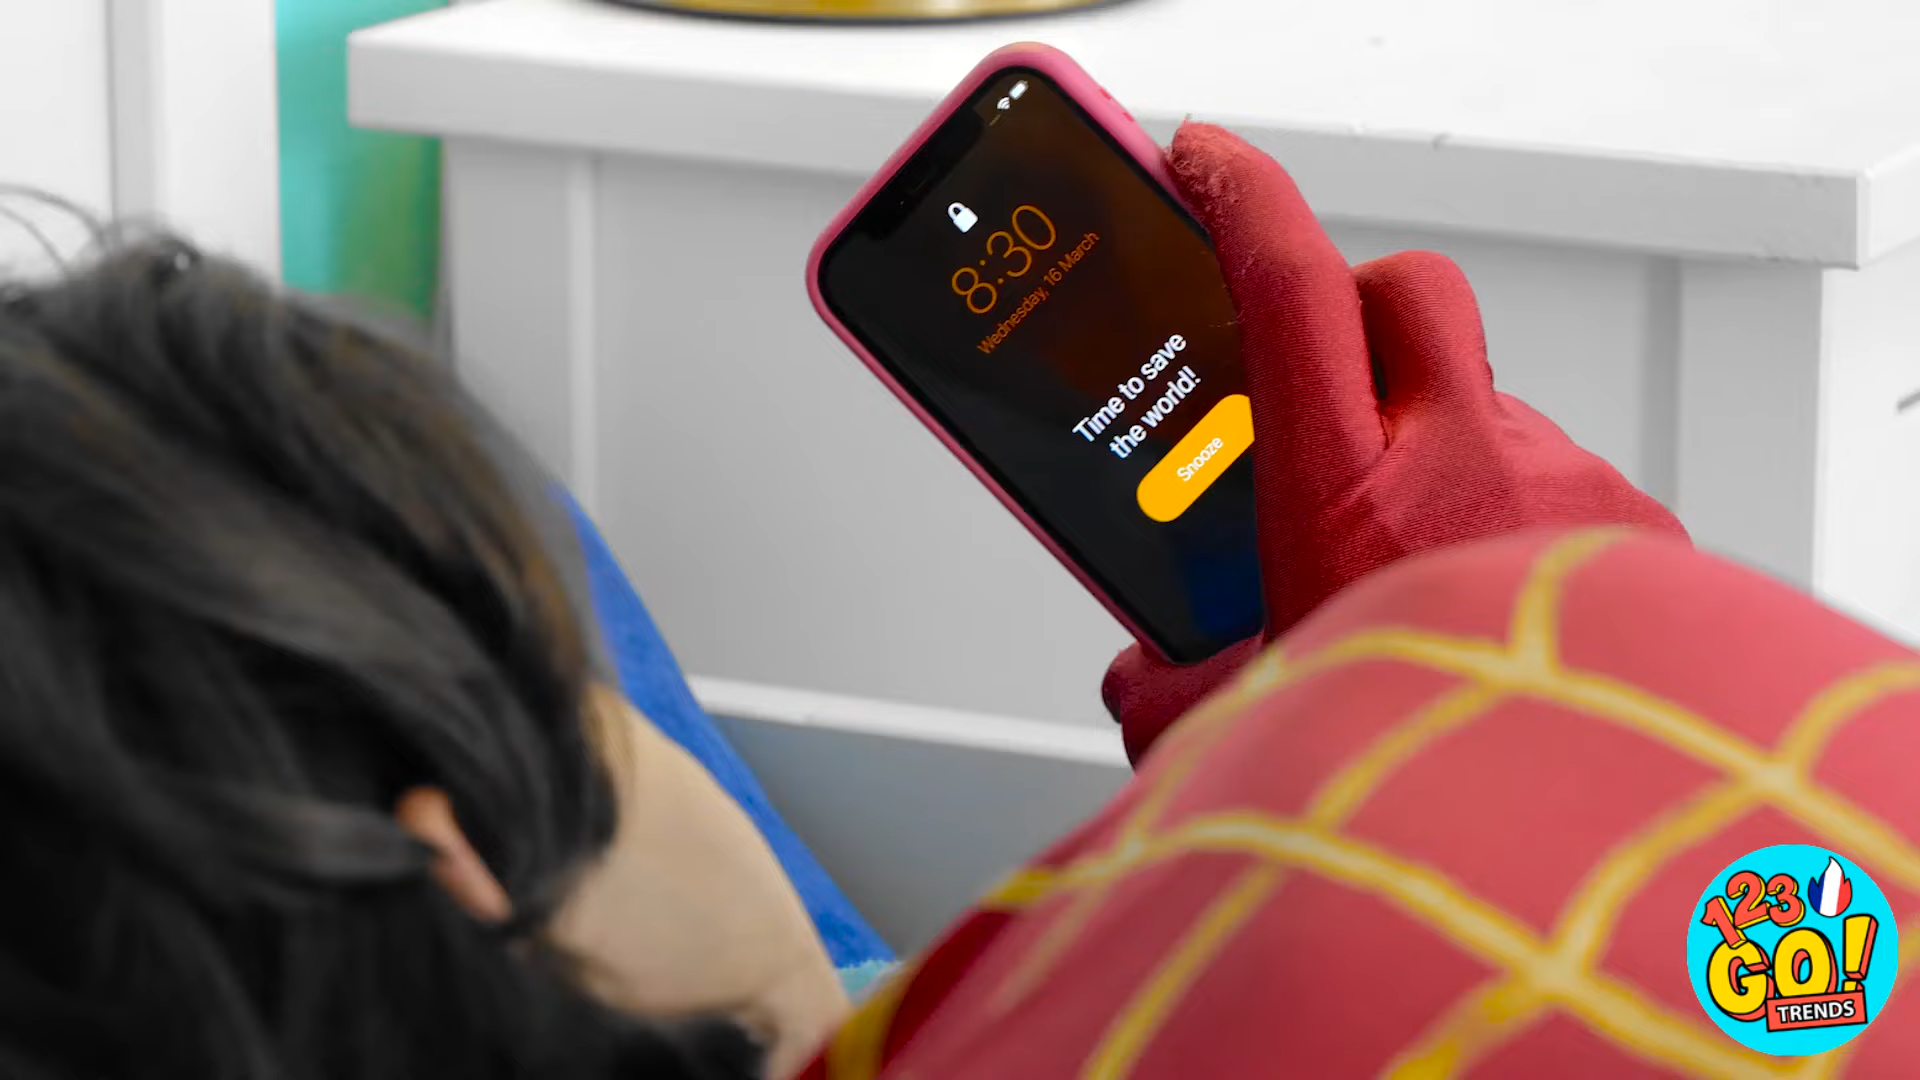 8:30
Wednesday, 16 March
Time to save
the world!
Snooze
123
GO!
TRENDS